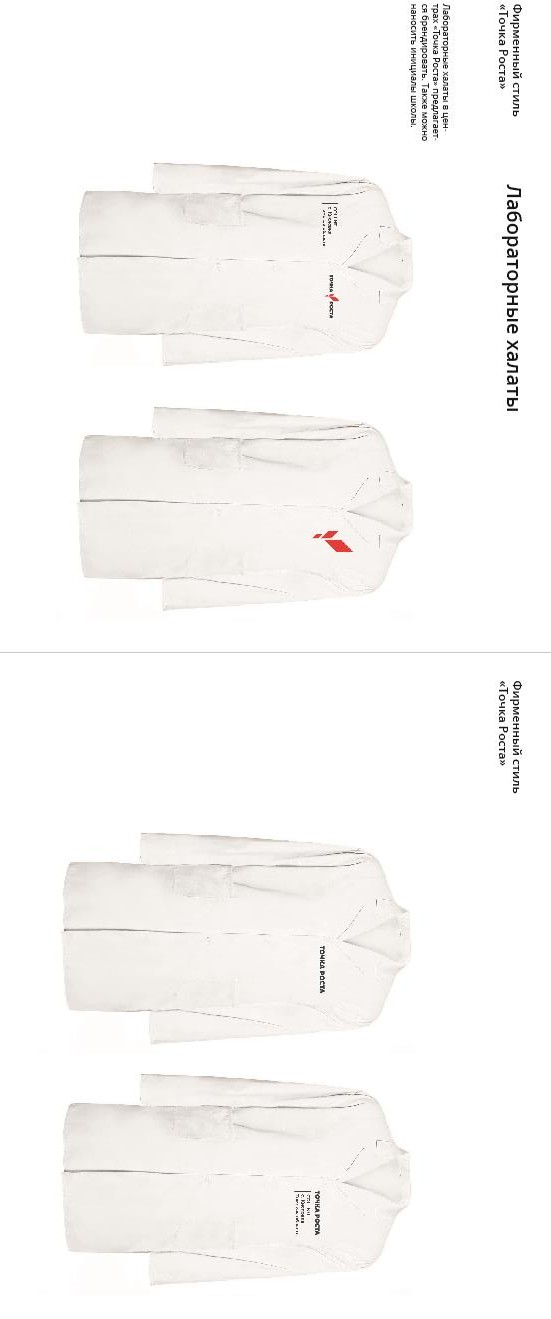 Фирменный стиль
«Точка Роста»
Лабораторные халаты
Лабораторные халаты в цен-
трах «Точка Роста» предлагает-
ся брендировать. Также можно
наносить инициалы школы.
ТОЧКА РОСТА
Фирменный стиль
«Точка Роста»
ТОЧКА РОСТА
ТОЧКА РОСТА